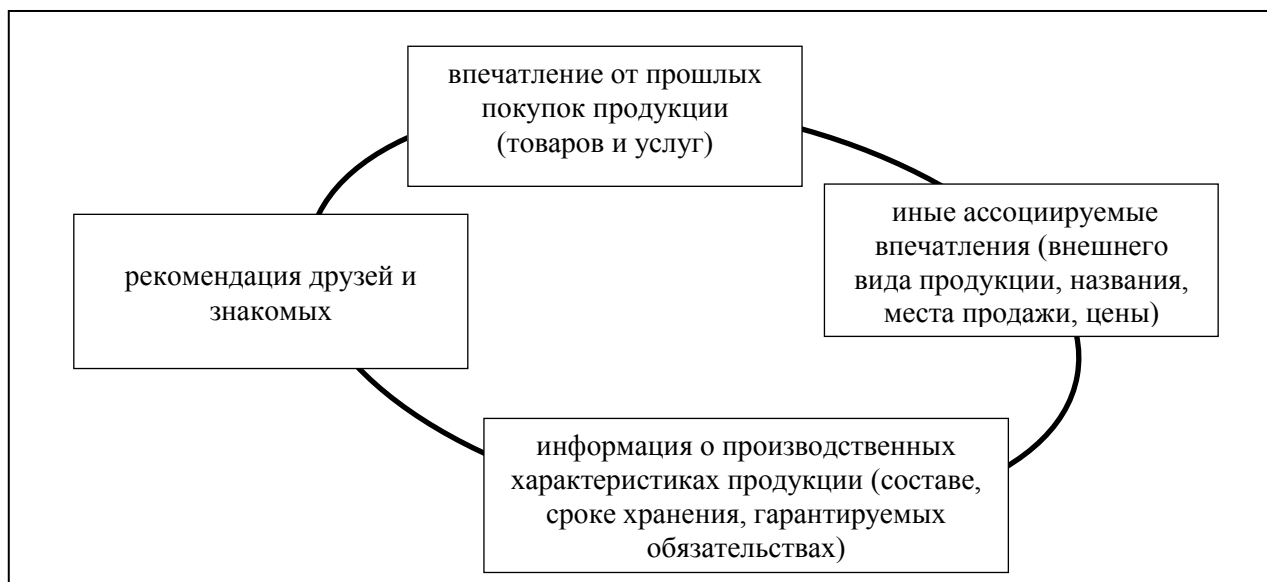 впечатление от прошлых
покупок продукции
(товаров и услуг)
иные ассоциируемые
впечатления (внешнего
вида продукции, названия,
места продажи, цены)
рекомендация друзей и
знакомых
информация о производственных
характеристиках продукции (составе,
сроке хранения, гарантируемых
обязательствах)